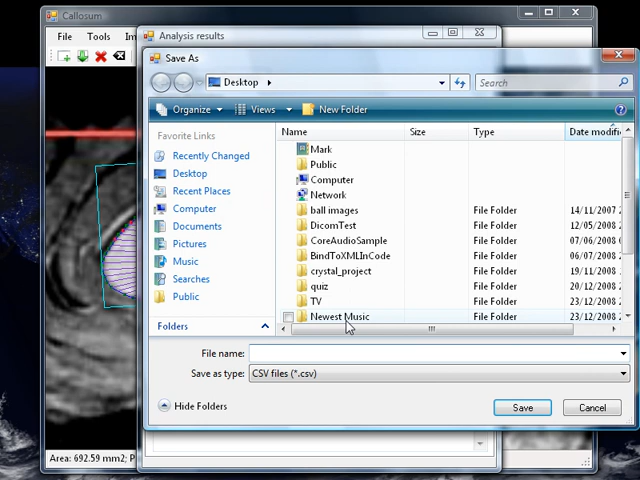 Callosum
File Tools Im
Analysis results
Save As
Desktop
Search
Organize Views New Folder
Favorite Links
Recently Changed
Desktop
Recent Places
Computer
Documents
Pictures
Music
Searches
Public
Folders
Name Size Type Date modifi
Mark
Public
Computer
Network
ball images File Folder 14/11/2007
DicomTest File Folder 12/05/2008
CoreAudioSample File Folder 07/06/2008
BindToXMLInCode File Folder 06/07/2008
crystal_project File Folder 19/11/2008
quiz File Folder 20/12/2008
TV File Folder 23/12/2008
Newest Music File Folder 23/12/2008
File name:
Save as type: CSV files (*.csv)
Hide Folders Save Cancel
Area: 692.59 mm2; P